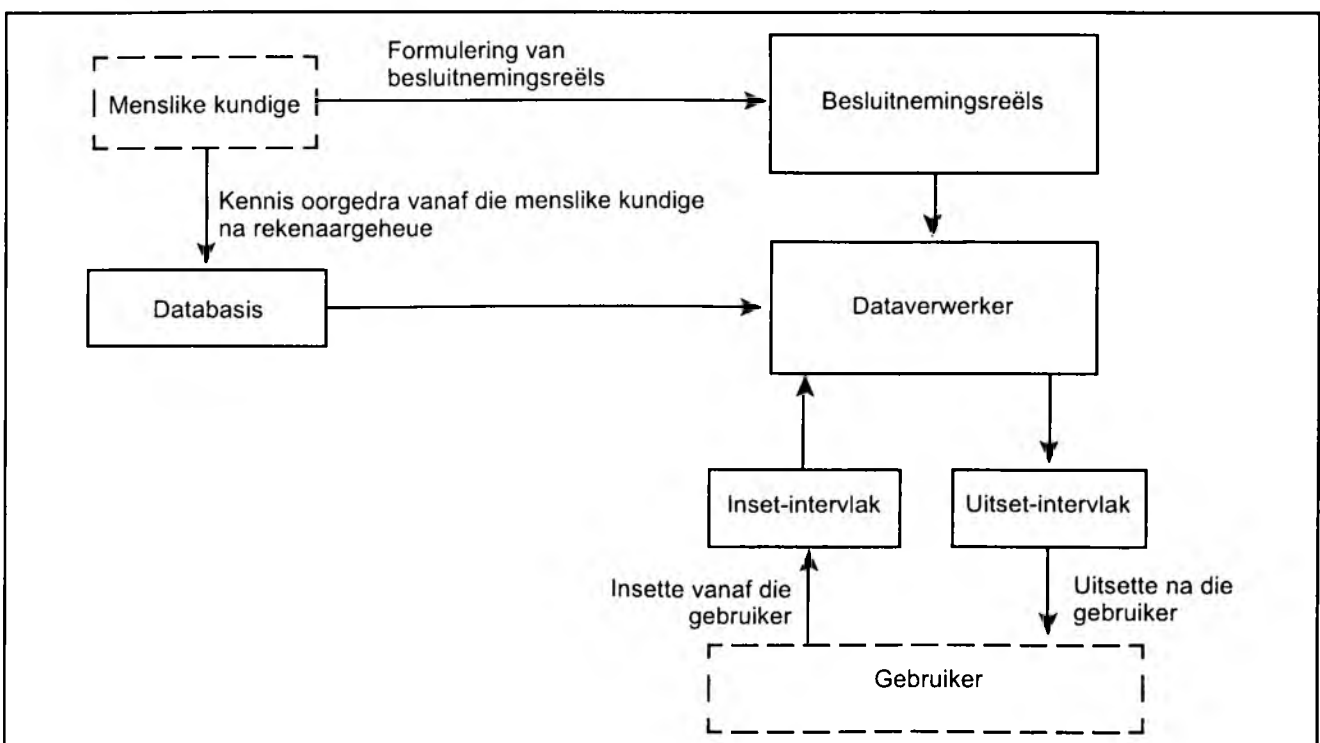 Formulering van
besluitnemingsreëls
Menslike kundige
Besluitnemingsreëls
Kennis oorgedra vanaf die menslike kundige
na rekenaargeheue
Databasis
Dataverwerker
Inset-intervlak
Uitset-intervlak
Insette vanaf die
gebruiker
Uitsette na die
gebruiker
Gebruiker